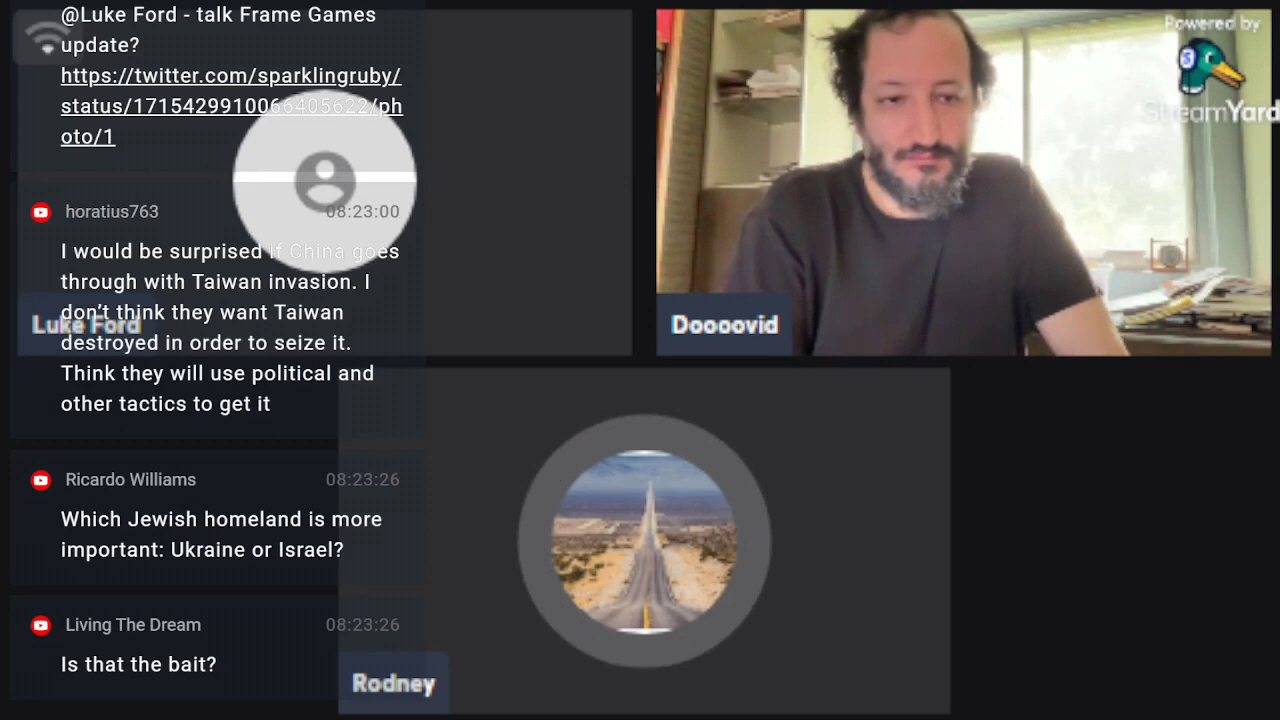 @Luke Ford - talk Frame Games
update?
https://twitter.com/sparklingruby/
status/1715429910066405622/ph
oto/1
horatius763 08:23:00
I would be surprised if China goes
through with Taiwan invasion. I
don't think they want Taiwan
destroyed in order to seize it.
Think they will use political and
other tactics to get it
Ricardo Williams 08:23:26
Which Jewish homeland is more
important: Ukraine or Israel?
Living The Dream 08:23:26
Is that the bait?
Luke Ford
Powered by
StreamYard
Doooovid
Rodney